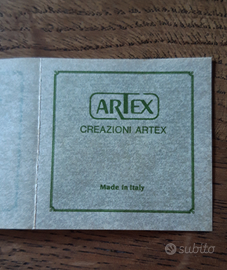 ARTEX
CREAZIONI ARTEX
Made in Italy
subito